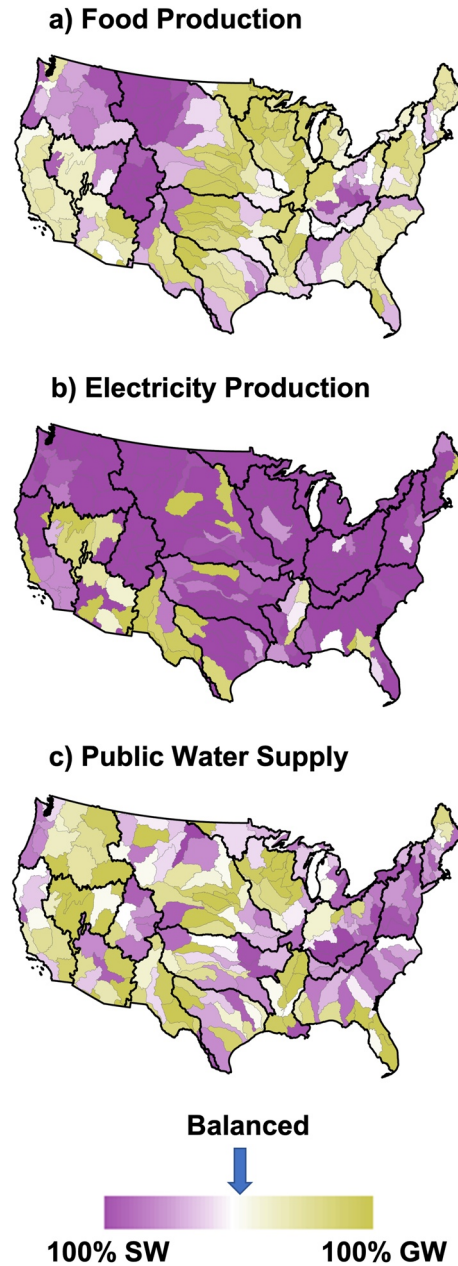 a) Food Production
b) Electricity Production
c) Public Water Supply
Balanced
100% SW
100% GW